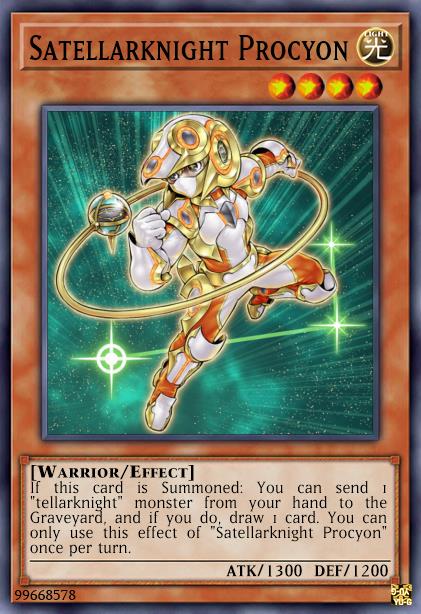 Satellarknight Procyon
LIGHT
光
[Warrior/Effect]
If this card is Summoned: You can send 1
"tellarknight" monster from your hand to the
Graveyard, and if you do, draw 1 card. You can
only use this effect of "Satellarknight Procyon"
once per turn.
ATK/1300 DEF/1200
99668578